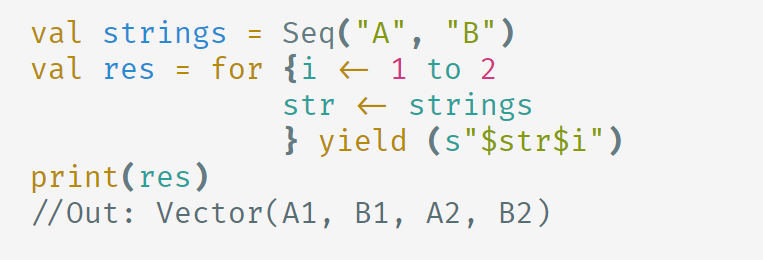 val strings = Seq("A", "B")
val res = for {i <- 1 to 2
str <- strings
} yield (s"$str$i")
print(res)
//Out: Vector(A1, B1, A2, B2)